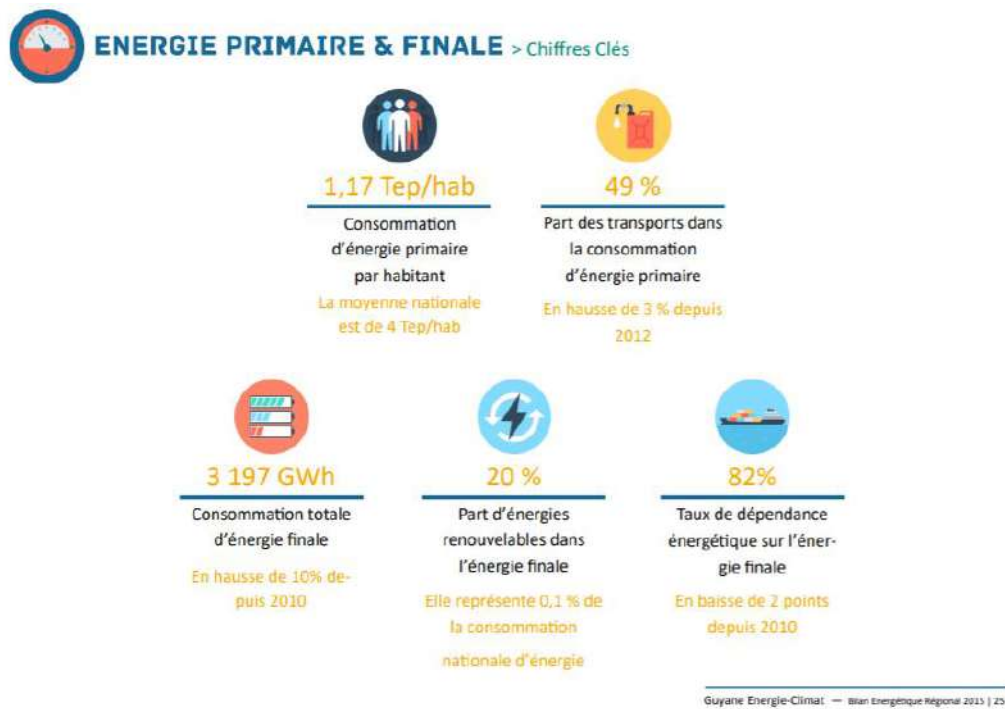 ENERGIE PRIMAIRE & FINALE > Chiffres Clés
1,17 Tep/hab
Consommation
d'énergie primaire
par habitant
La moyenne nationale
est de 4 Tep/hab
49 %
Part des transports dans
la consommation
d'énergie primaire
En hausse de 3 % depuis
2012
3 197 GWh
Consommation totale
d'énergie finale
En hausse de 10% de-
puis 2010
20 %
Part d'énergies
renouvelables dans
l'énergie finale
Elle représente 0,1 % de
la consommation
nationale d'énergie
82%
Taux de dépendance
énergétique sur l'éner-
gie finale
En baisse de 2 points
depuis 2010
Guyane Energie-Climat — Bilan Energétique Régional 2015 | 25